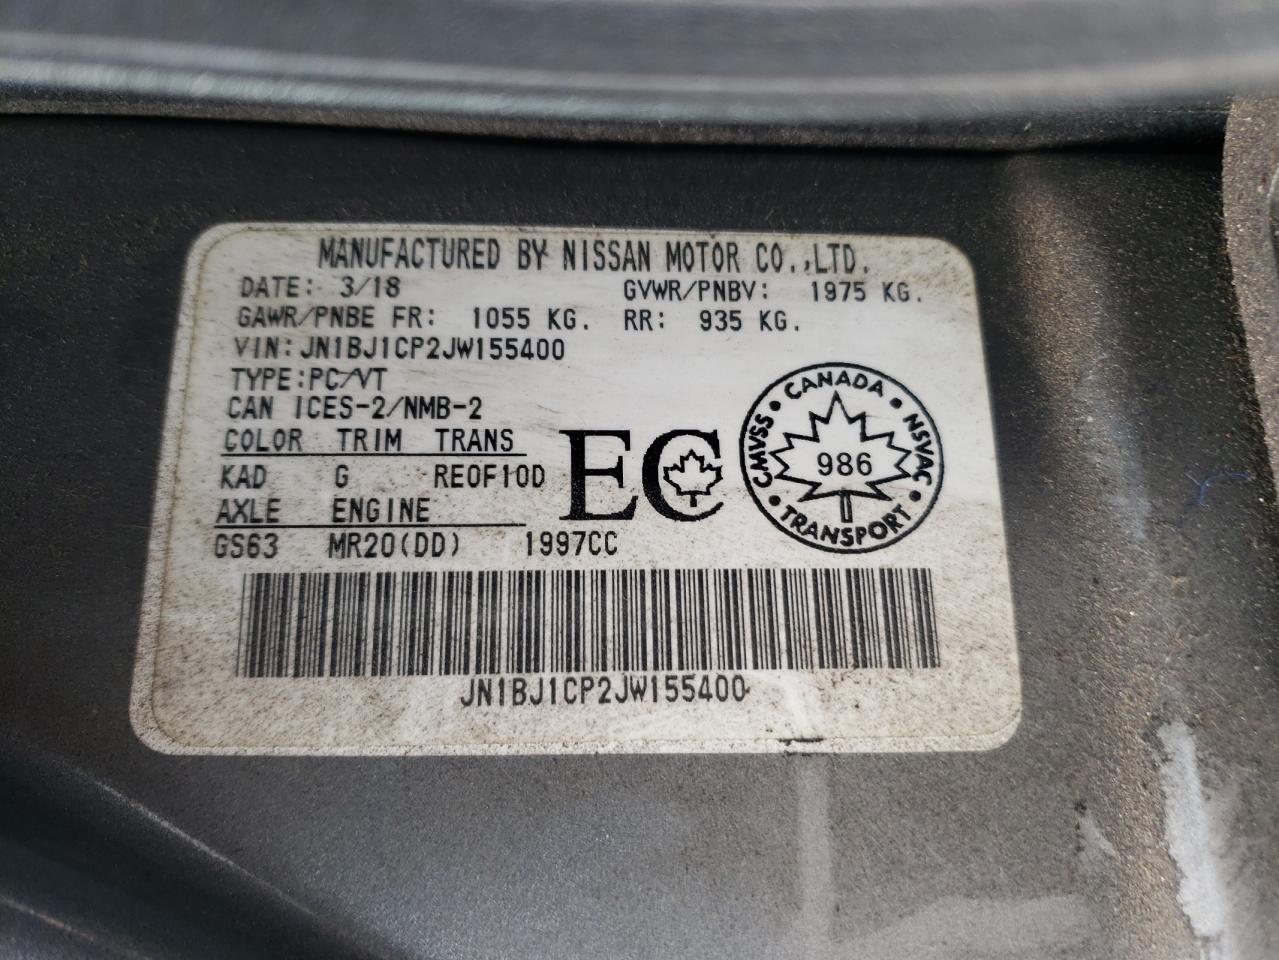 MANUFACTURED BY NISSAN MOTOR CO.,LTD.
DATE: 3/18 GVWR/PNBV: 1975 KG.
GAWR/PNBE FR: 1055 KG. RR: 935 KG.
VIN:JN1BJ1CP2JW155400
TYPE:PC/VT
CAN ICES-2/NMB-2
COLOR TRIM TRANS
KAD G RE0F10D
AXLE ENGINE
GS63 MR20(DD) 1997CC
EC
CANADA • NSVAC • TRANSPORT • CMVSS •
986
JN1BJ1CP2JW155400